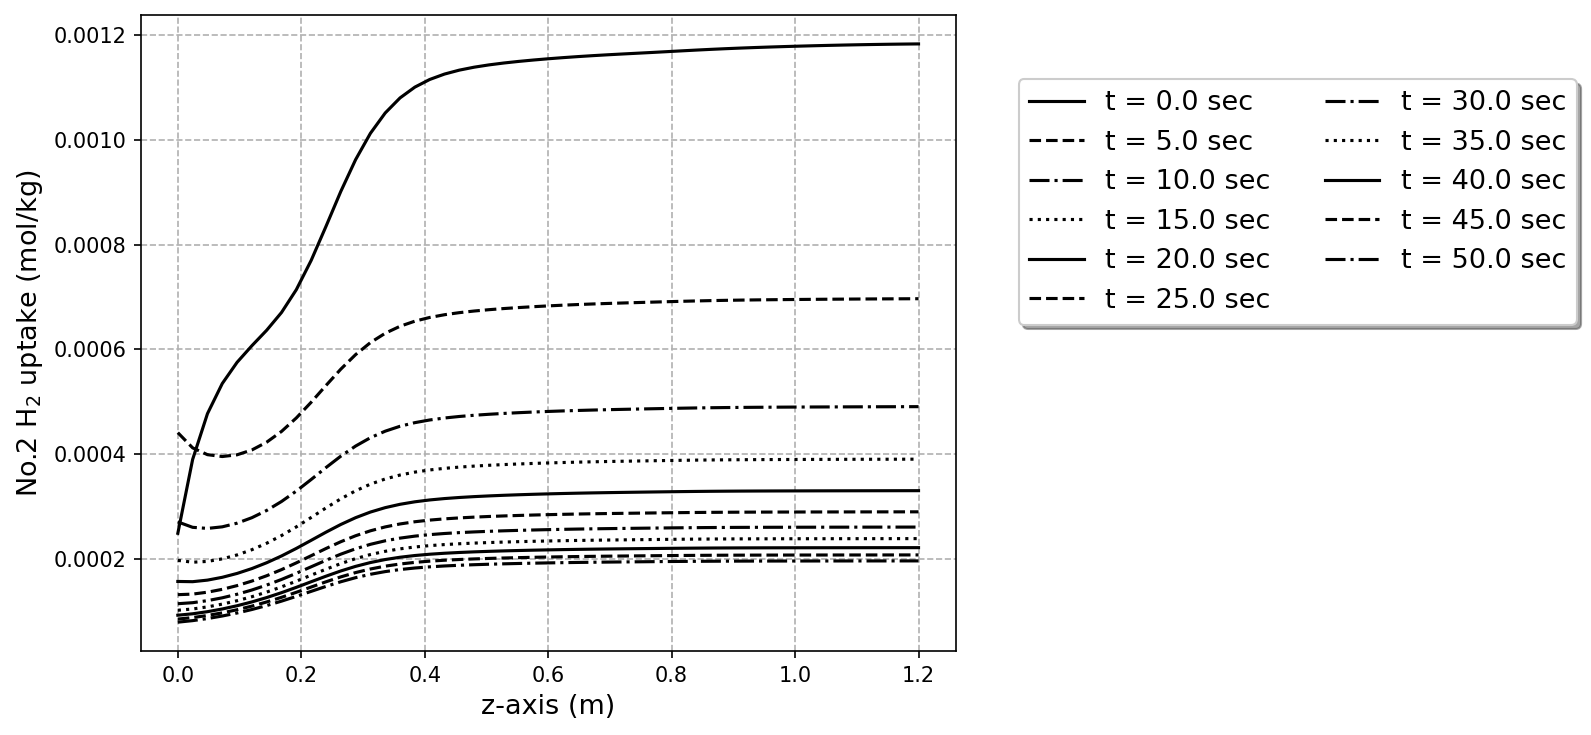 0.0012
0.0010
0.0008
0.0006
0.0004
0.0002
No.2 H₂ uptake (mol/kg)
0.0 0.2 0.4 0.6 0.8 1.0 1.2
z-axis (m)
t = 0.0 sec
t = 5.0 sec
t = 10.0 sec
t = 15.0 sec
t = 20.0 sec
t = 25.0 sec
t = 30.0 sec
t = 35.0 sec
t = 40.0 sec
t = 45.0 sec
t = 50.0 sec